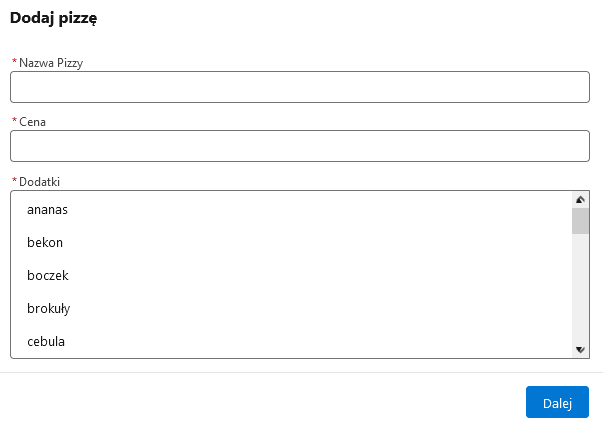 Dodaj pizzę
*Nazwa Pizzy
*Cena
*Dodatki
ananas
bekon
boczek
brokuły
cebula
Dalej